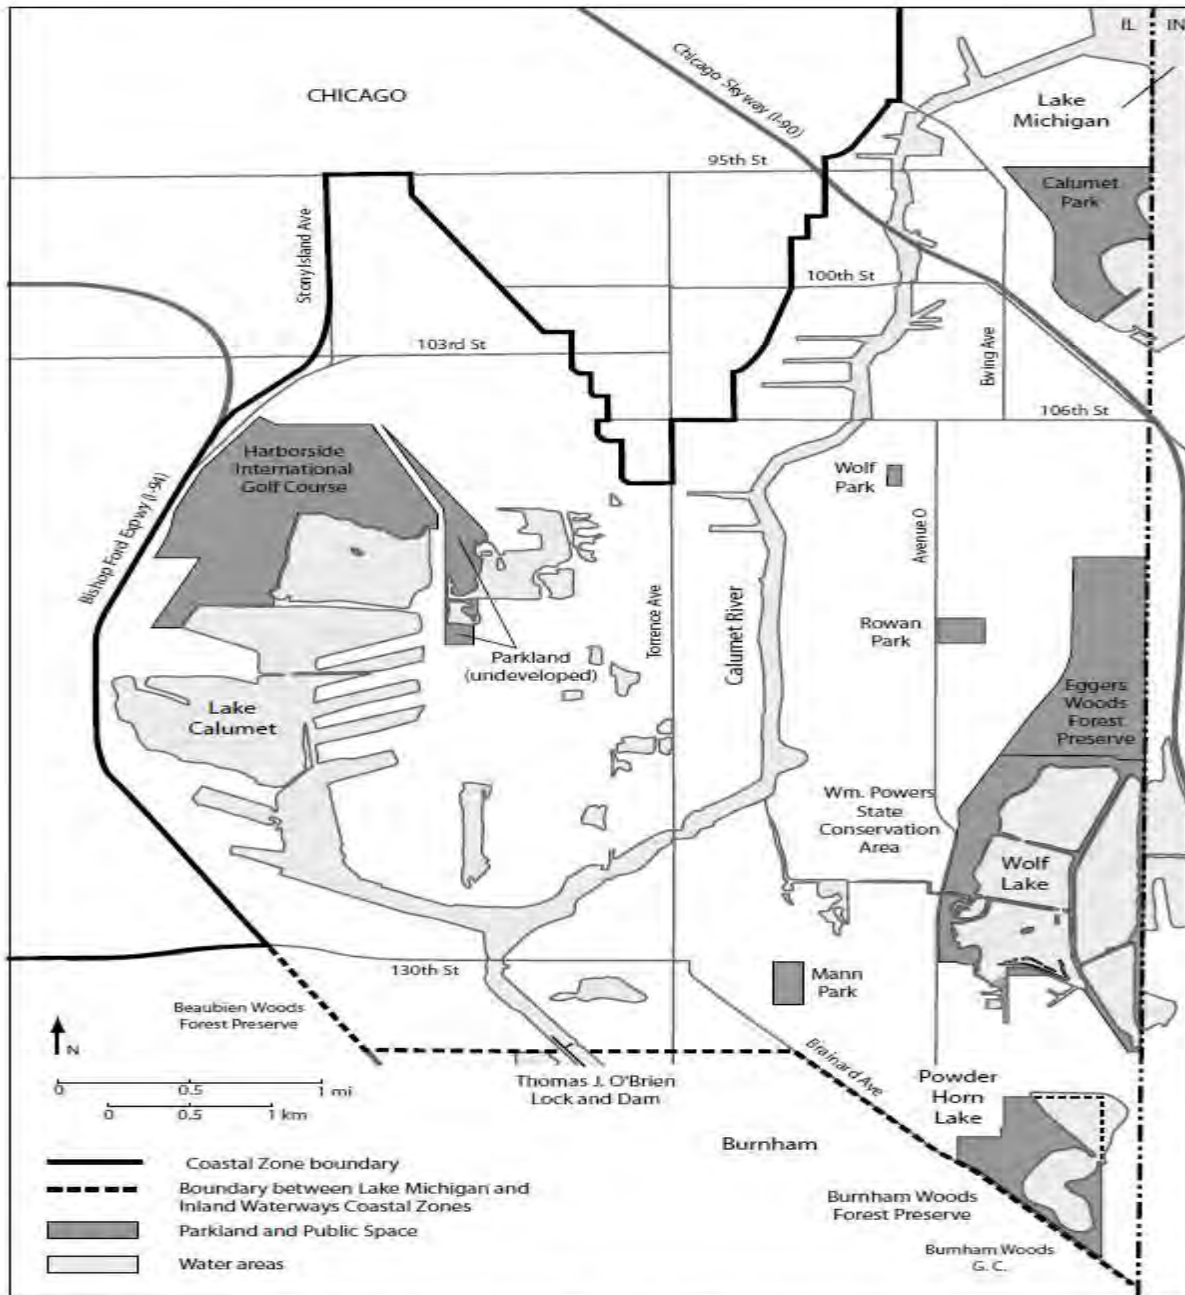 IL IN
CHICAGO
Chicago Skyway (I-90)
Lake
Michigan
95th St
Calumet
Park
Stony Island Ave
100th St
103rd St
Ewing Ave
106th St
Harborside
International
Golf Course
Wolf
Park
Bishop Ford Expwy (I-94)
Avenue O
Torrence Ave
Calumet River
Rowan
Park
Parkland
(undeveloped)
Eggers
Woods
Forest
Preserve
Lake
Calumet
Wm. Powers
State
Conservation
Area
Wolf
Lake
130th St
Mann
Park
Beaubien Woods
Forest Preserve
N
Brainard Ave
Thomas J. O'Brien
Lock and Dam
Powder
Horn
Lake
0 0.5 1 mi
0 0.5 1 km
Burnham
Coastal Zone boundary
Boundary between Lake Michigan and
Inland Waterways Coastal Zones
Parkland and Public Space
Water areas
Burnham Woods
Forest Preserve
Burnham Woods
G. C.